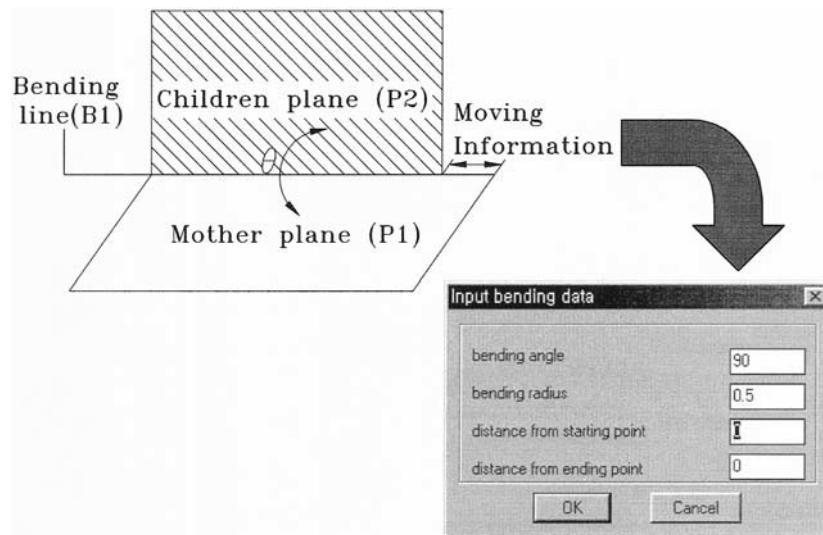 Bending
line(B1)
Children plane (P2)
Moving
Information
θ
Mother plane (P1)
Input bending data
bending angle
90
bending radius
0.5
distance from starting point
distance from ending point
0
OK
Cancel